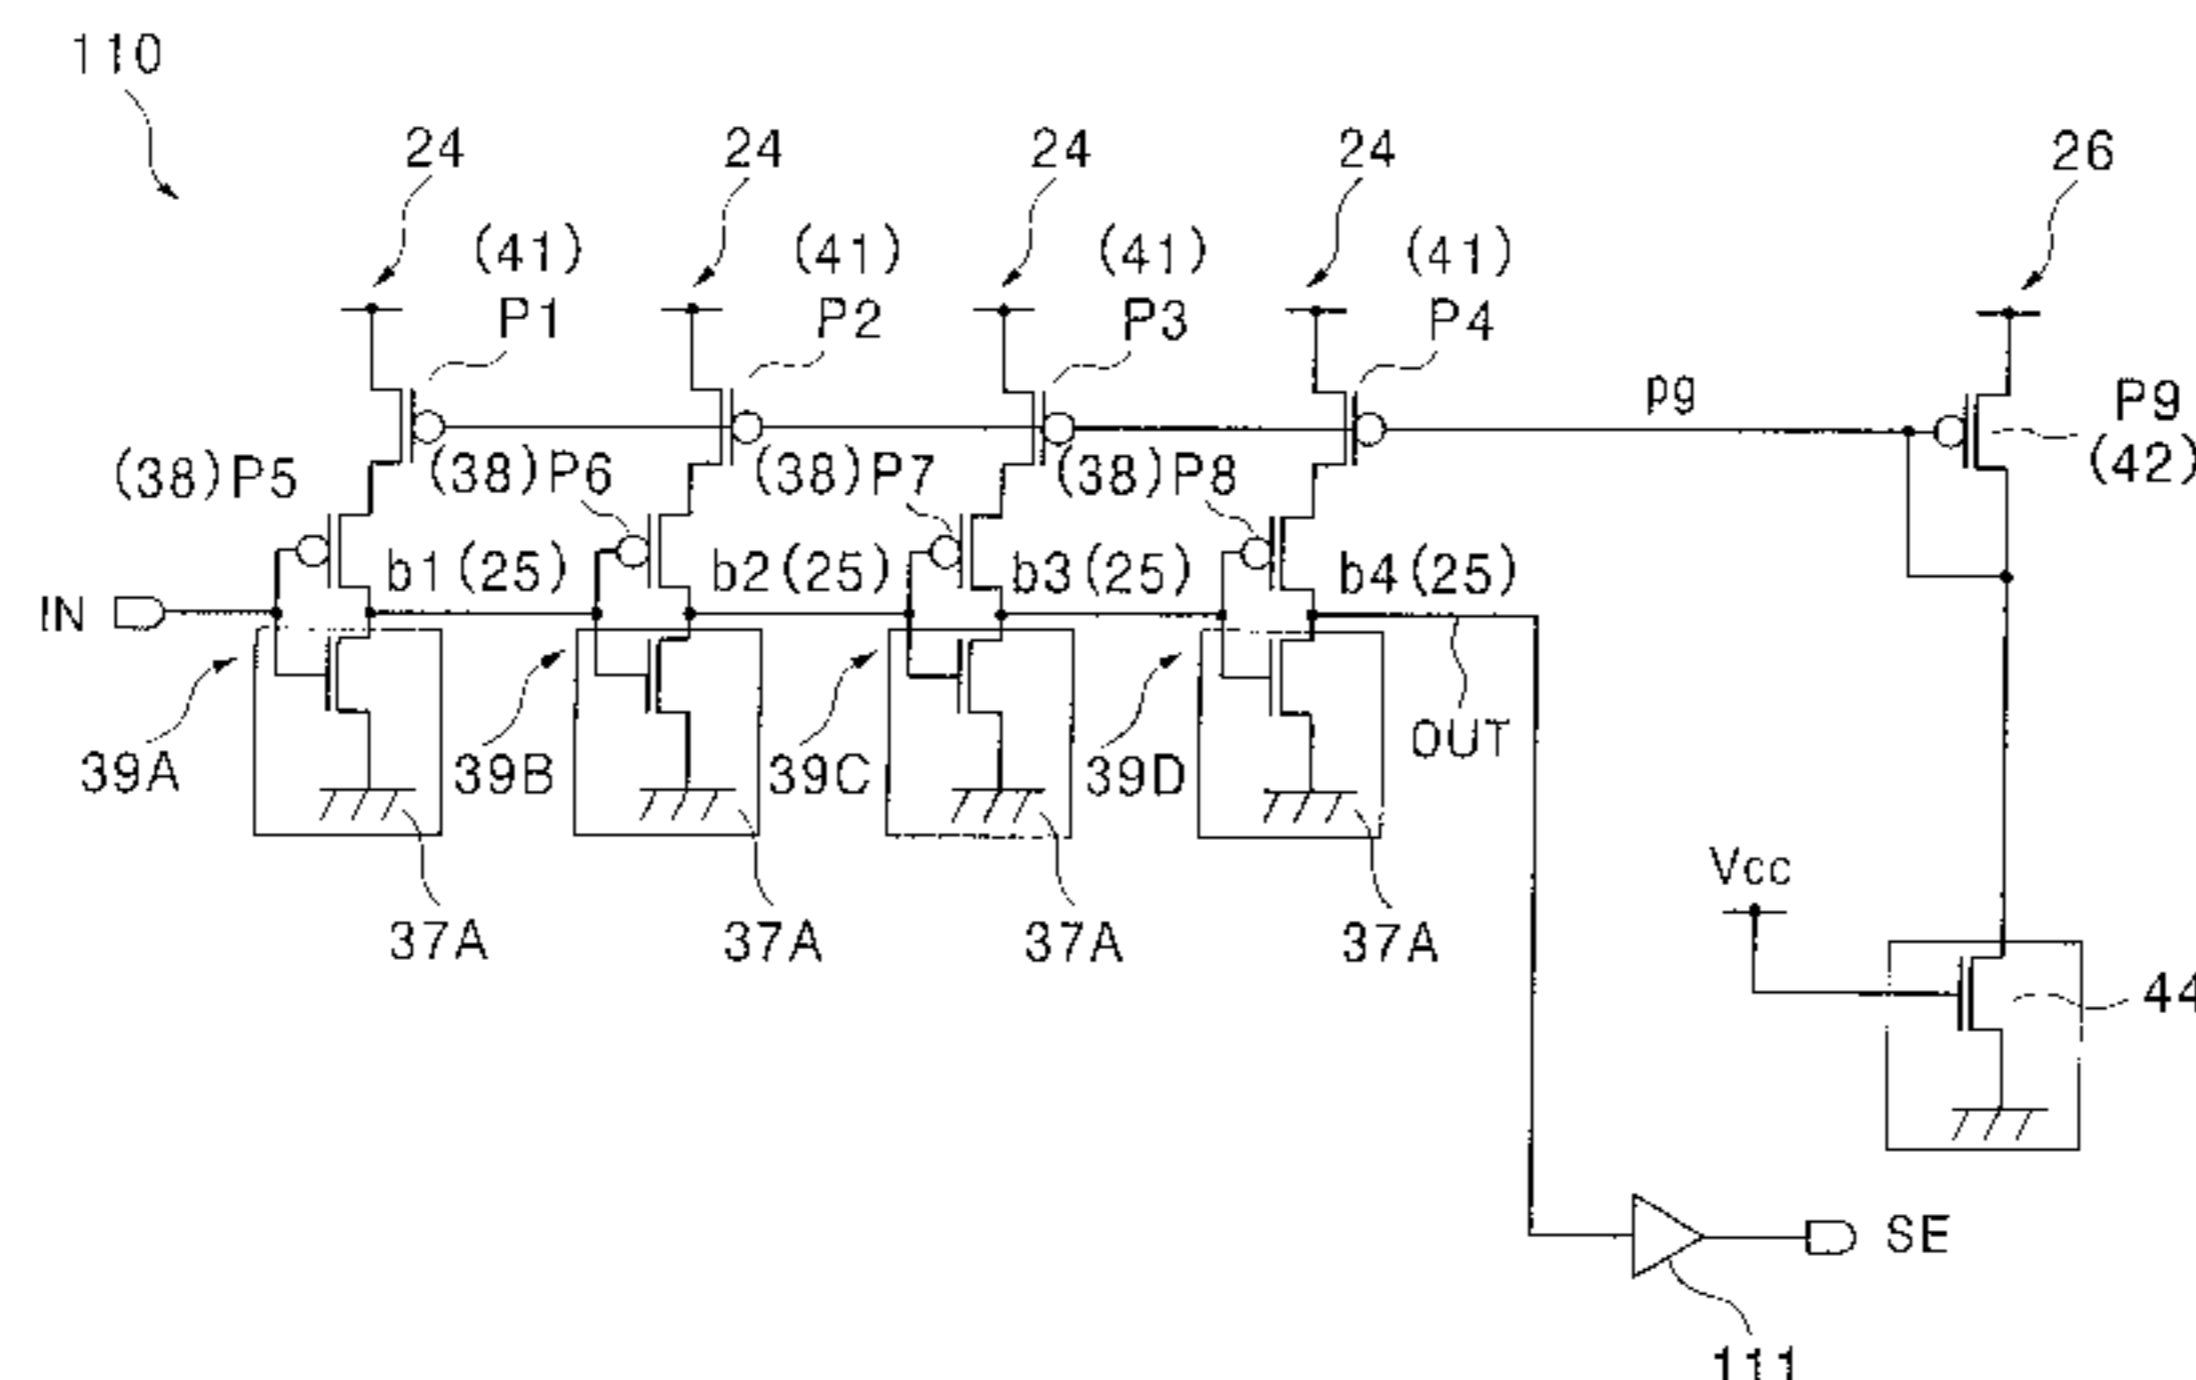 110
24 24 24 24 26
(41) (41) (41) (41)
P1 P2 P3 P4
pg P9
(38)P5 (38)P6 (38)P7 (38)P8 (42)
b1(25) b2(25) b3(25) b4(25)
IN
OUT
39A 39B 39C 39D
Vcc
37A 37A 37A 37A
44
SE
111